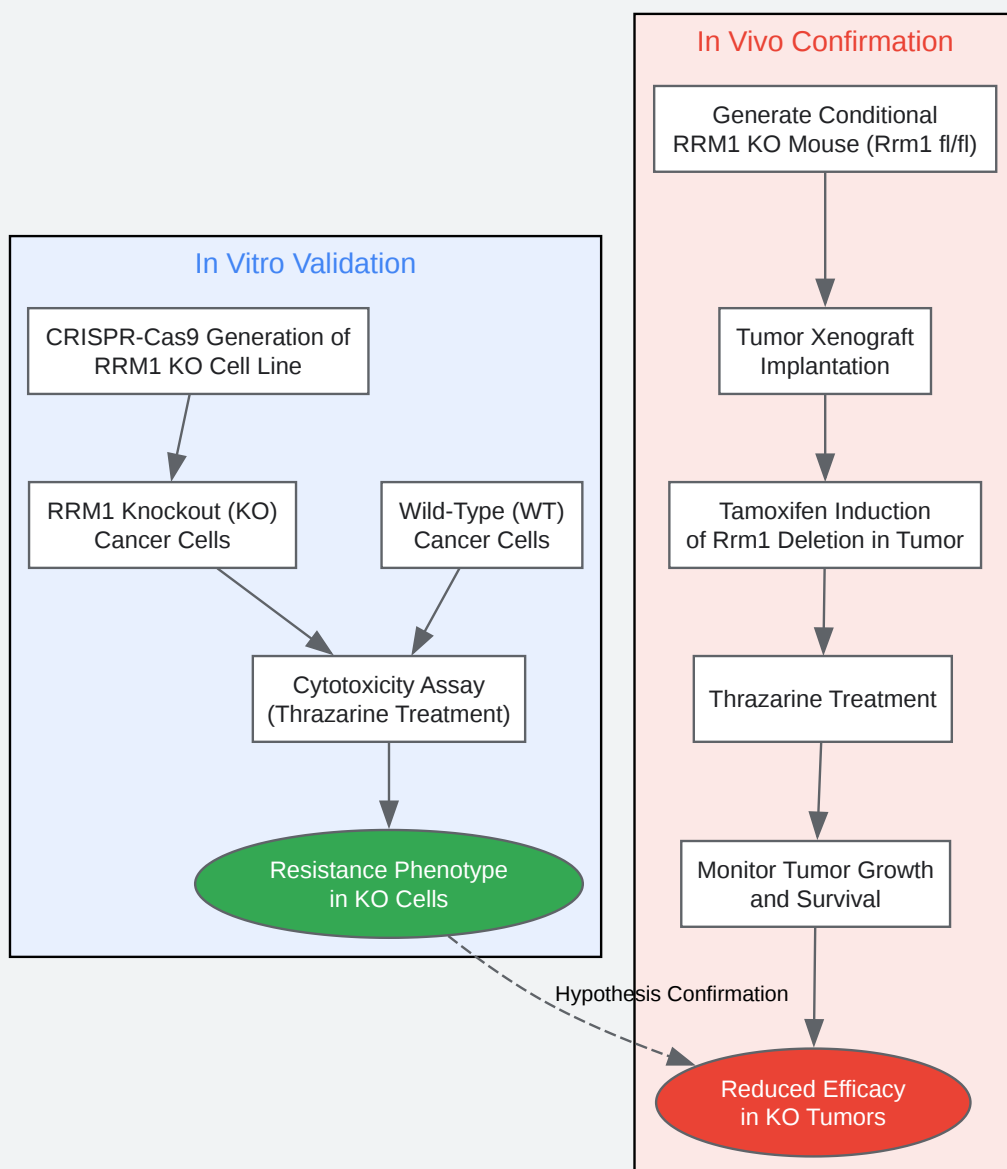 In Vitro Validation
CRISPR-Cas9 Generation of
RRM1 KO Cell Line
RRM1 Knockout (KO)
Cancer Cells
Wild-Type (WT)
Cancer Cells
Cytotoxicity Assay
(Thrazarine Treatment)
Resistance Phenotype
in KO Cells
Hypothesis Confirmation
In Vivo Confirmation
Generate Conditional
RRM1 KO Mouse (Rrm1 fl/fl)
Tumor Xenograft
Implantation
Tamoxifen Induction
of Rrm1 Deletion in Tumor
Thrazarine Treatment
Monitor Tumor Growth
and Survival
Reduced Efficacy
in KO Tumors